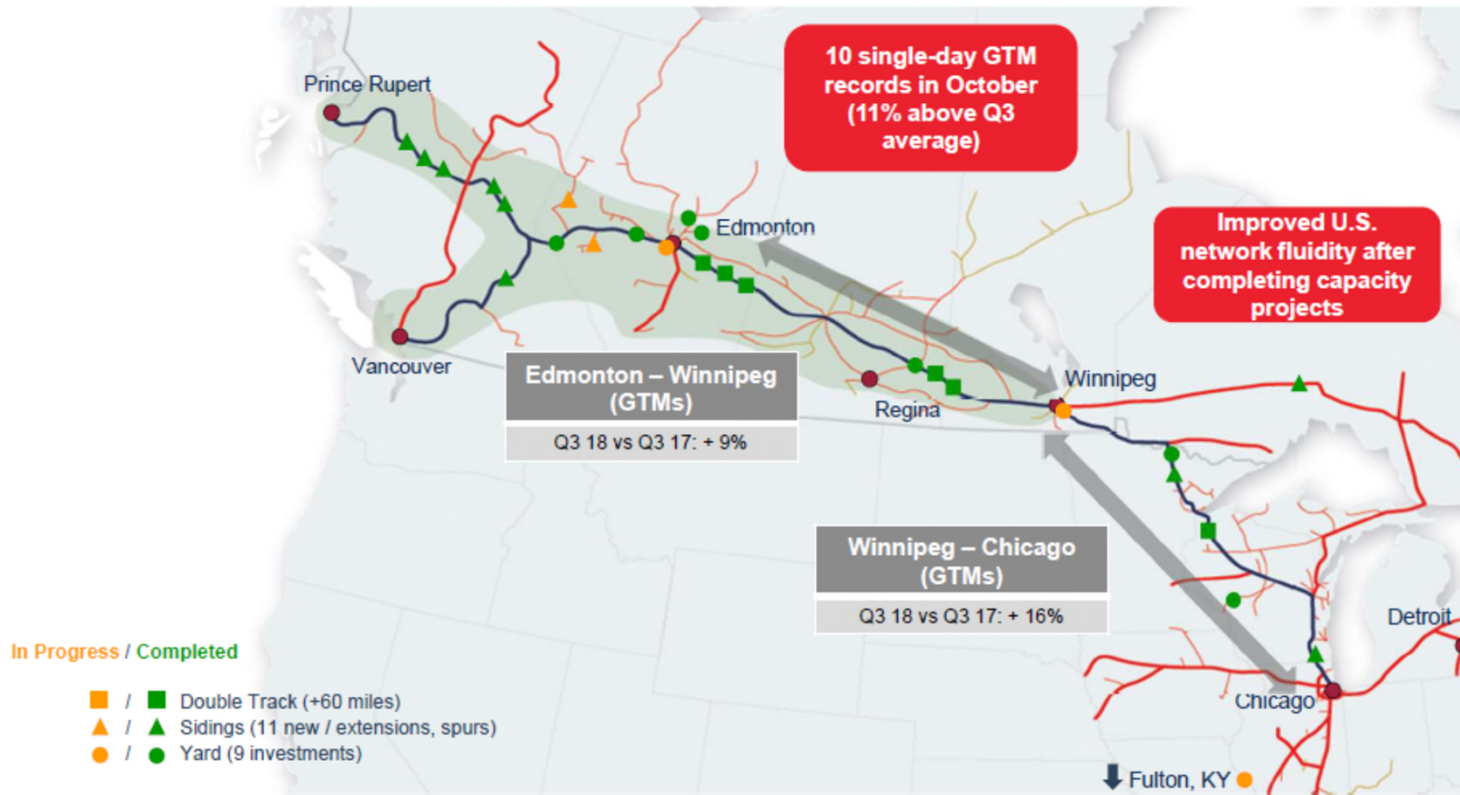 Prince Rupert
10 single-day GTM
records in October
(11% above Q3
average)
Edmonton
Improved U.S.
network fluidity after
completing capacity
projects
Vancouver
Edmonton – Winnipeg
(GTMs)
Q3 18 vs Q3 17: + 9%
Regina
Winnipeg
Winnipeg – Chicago
(GTMs)
Q3 18 vs Q3 17: + 16%
Detroit
Chicago
In Progress / Completed
/ Double Track (+60 miles)
/ Sidings (11 new / extensions, spurs)
/ Yard (9 investments)
Fulton, KY